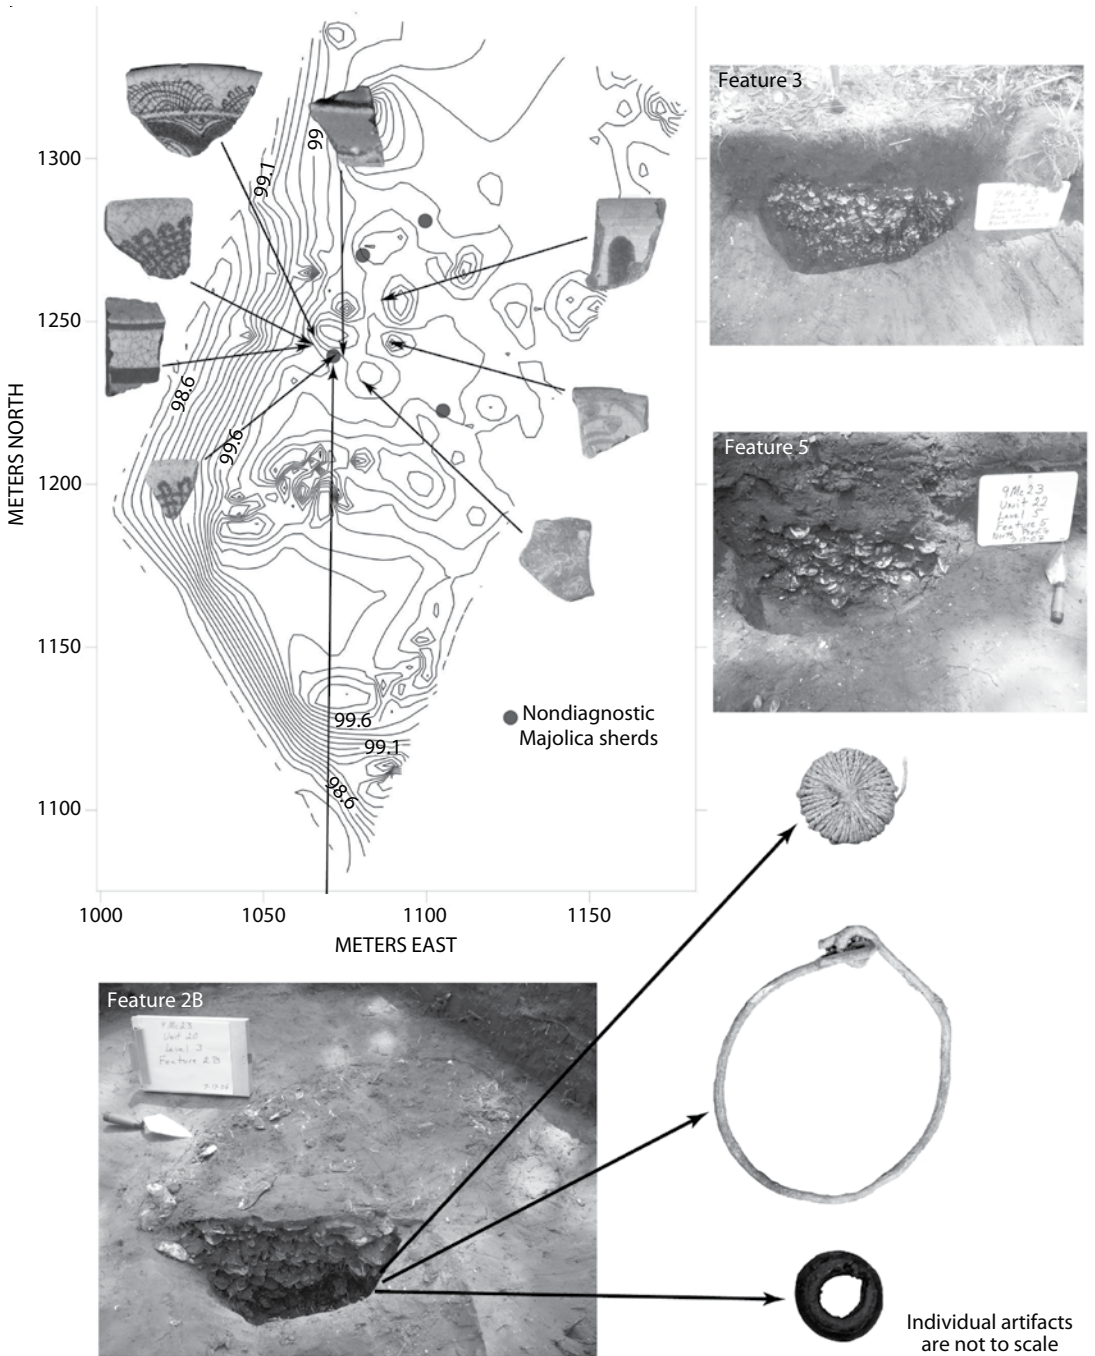 Feature 3
9Mc23
99
99.1
1300
1250
1200
1150
1100
98.6
99.6
METERS NORTH
99.6
99.1
98.6
Nondiagnostic
Majolica sherds
1000
1050
1100
1150
METERS EAST
Feature 5
9Mc23
Unit 22
Level 5
Feature 5
North
Feature 2B
9Mc23
Unit 20
Level 3
Feature 2B
Individual artifacts
are not to scale